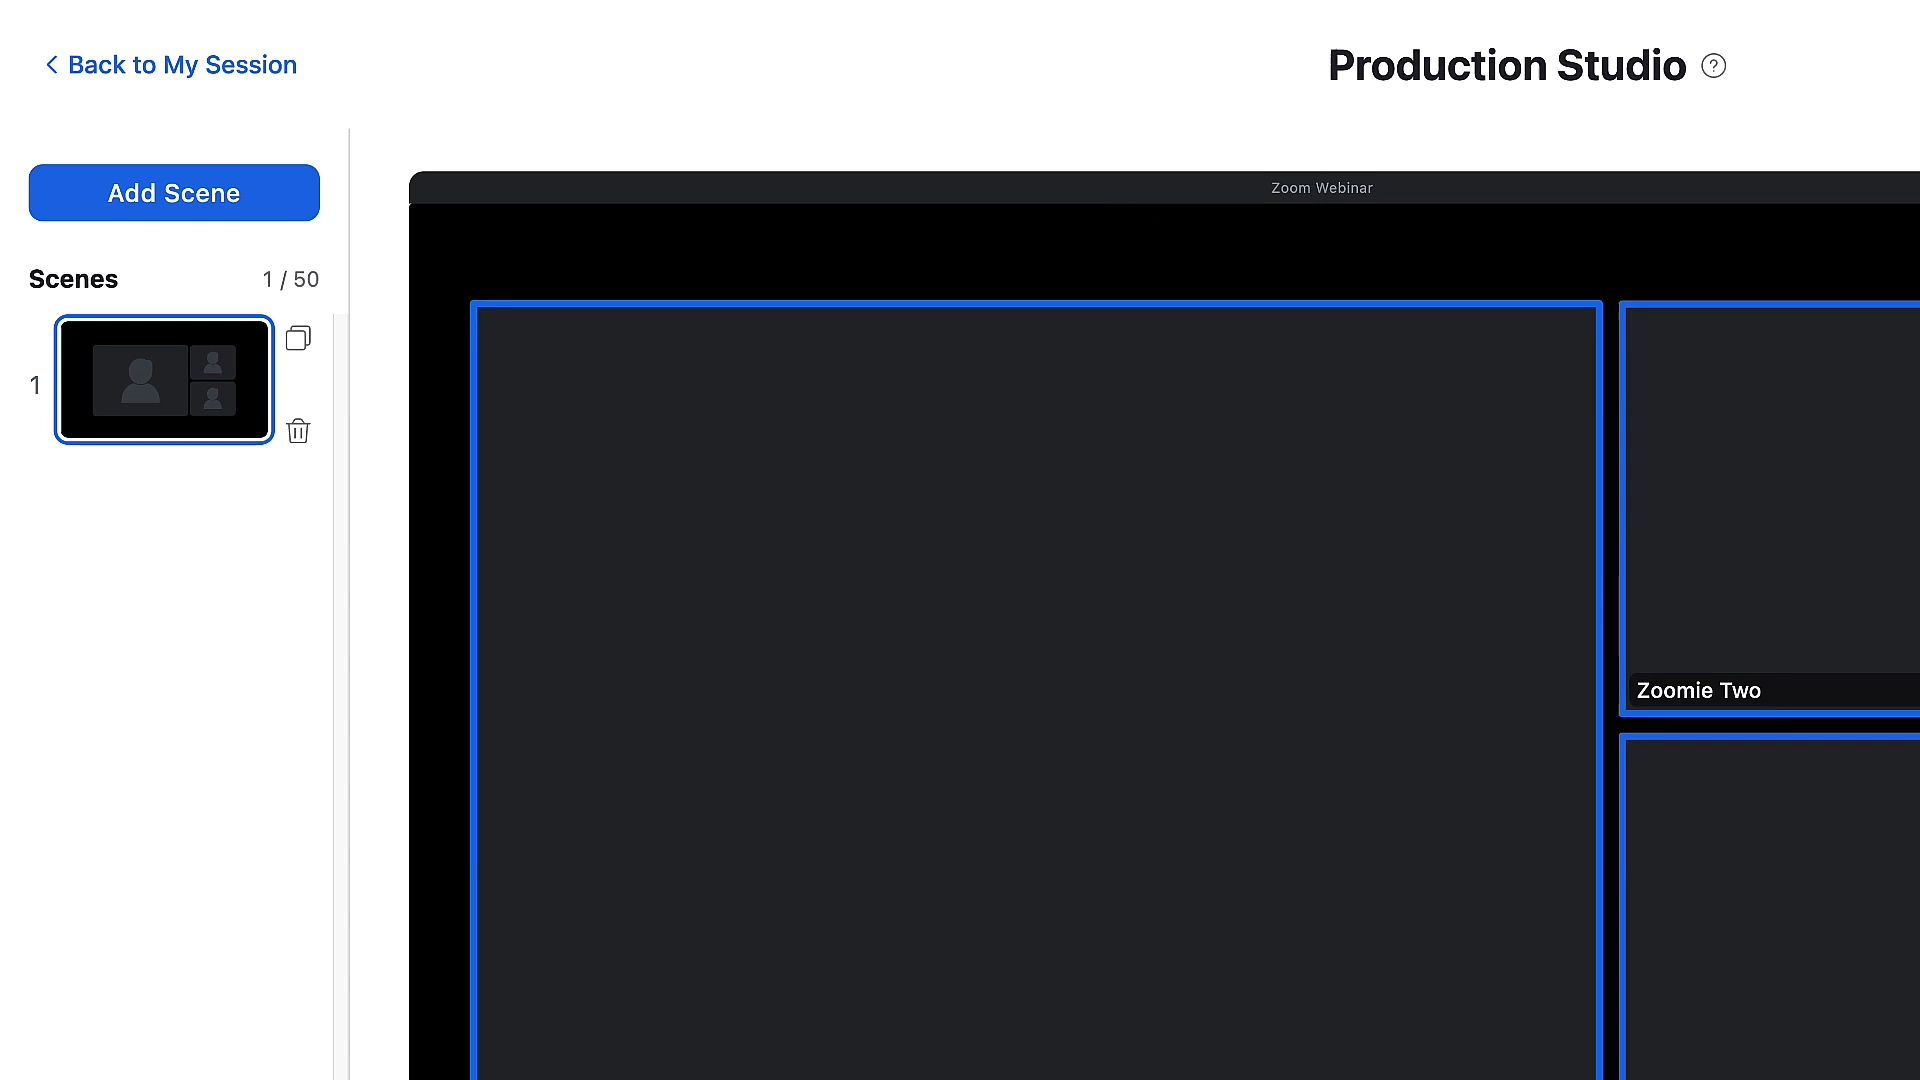 Back to My Session
Production Studio
Add Scene
Zoom Webinar
Scenes
1 / 50
1
Zoomie Two